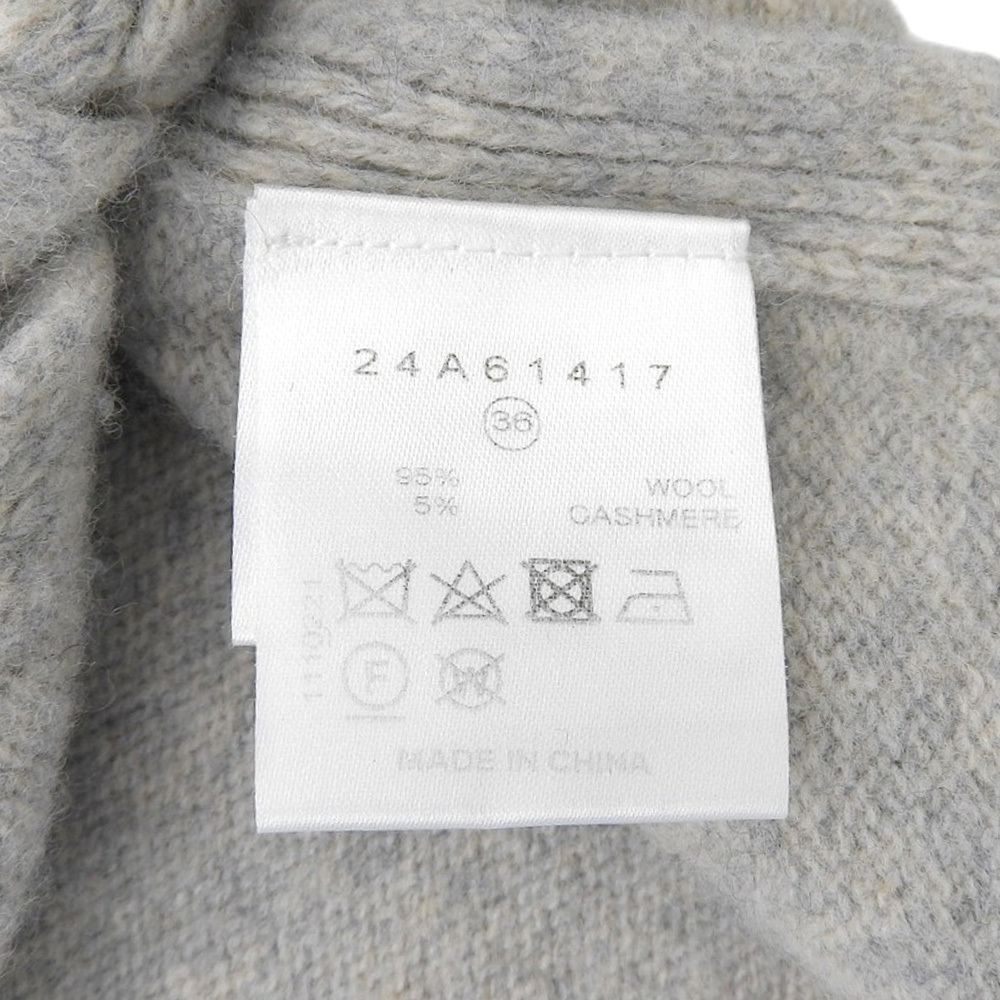 24A61417
36
95% WOOL
5% CASHMERE
F
W
MADE IN CHINA